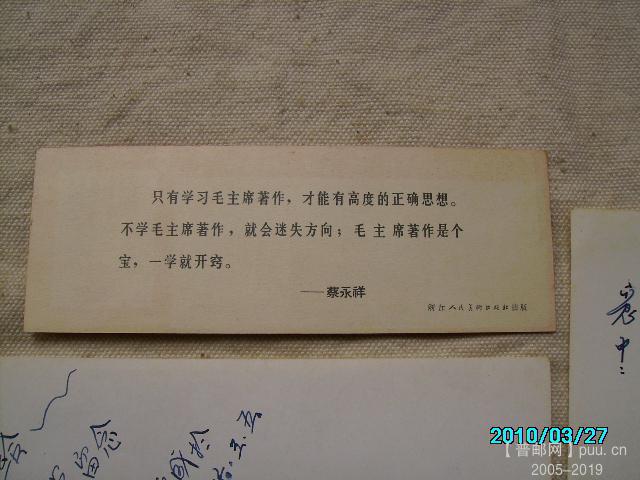 只有学习毛主席著作，才能有高度的正确思想。
不学毛主席著作，就会迷失方向；毛主席著作是个
宝，一学就开窍。
——蔡永祥
浙江人民美术出版社出版
留念
2010/03/27
【普邮网】puu.cn
2005-2019